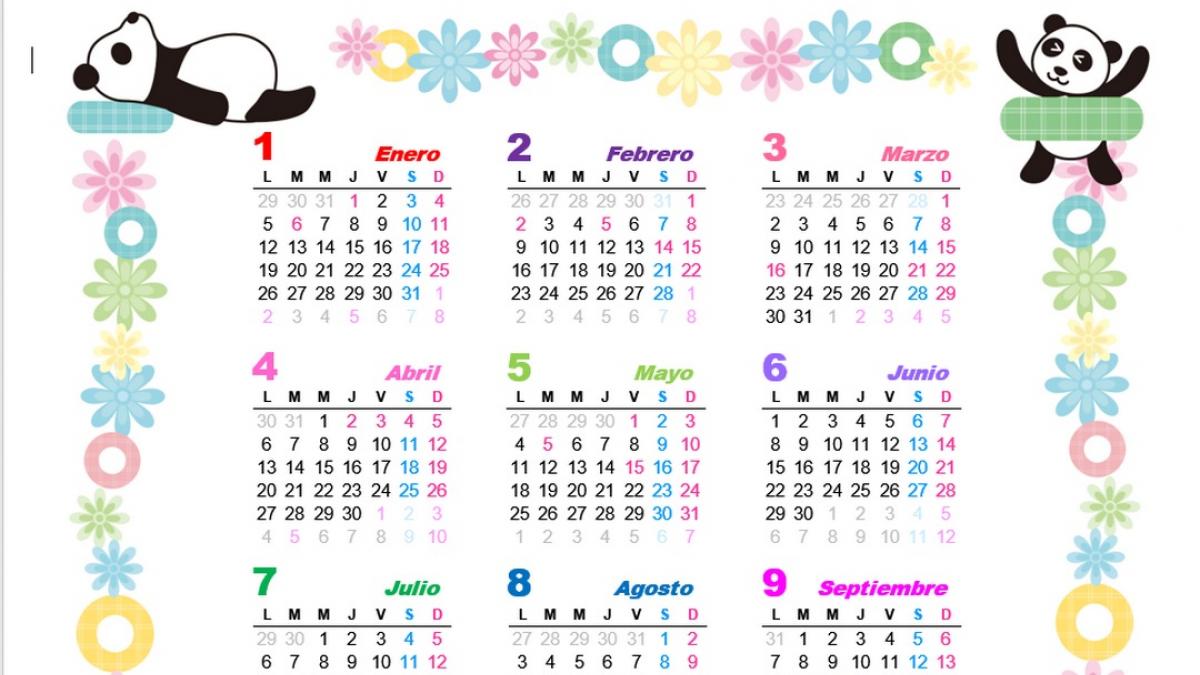 1 Enero
L M M J V S D
29 30 31 1 2 3 4
5 6 7 8 9 10 11
12 13 14 15 16 17 18
19 20 21 22 23 24 25
26 27 28 29 30 31 1
2 3 4 5 6 7 8
2 Febrero
L M M J V S D
26 27 28 29 30 31 1
2 3 4 5 6 7 8
9 10 11 12 13 14 15
16 17 18 19 20 21 22
23 24 25 26 27 28 1
2 3 4 5 6 7 8
3 Marzo
L M M J V S D
23 24 25 26 27 28 1
2 3 4 5 6 7 8
9 10 11 12 13 14 15
16 17 18 19 20 21 22
23 24 25 26 27 28 29
30 31 1 2 3 4 5
4 Abril
L M M J V S D
30 31 1 2 3 4 5
6 7 8 9 10 11 12
13 14 15 16 17 18 19
20 21 22 23 24 25 26
27 28 29 30 1 2 3
4 5 6 7 8 9 10
5 Mayo
L M M J V S D
27 28 29 30 1 2 3
4 5 6 7 8 9 10
11 12 13 14 15 16 17
18 19 20 21 22 23 24
25 26 27 28 29 30 31
1 2 3 4 5 6 7
6 Junio
L M M J V S D
1 2 3 4 5 6 7
8 9 10 11 12 13 14
15 16 17 18 19 20 21
22 23 24 25 26 27 28
29 30 1 2 3 4 5
6 7 8 9 10 11 12
7 Julio
L M M J V S D
29 30 1 2 3 4 5
6 7 8 9 10 11 12
8 Agosto
L M M J V S D
27 28 29 30 31 1 2
3 4 5 6 7 8 9
9 Septiembre
L M M J V S D
31 1 2 3 4 5 6
7 8 9 10 11 12 13